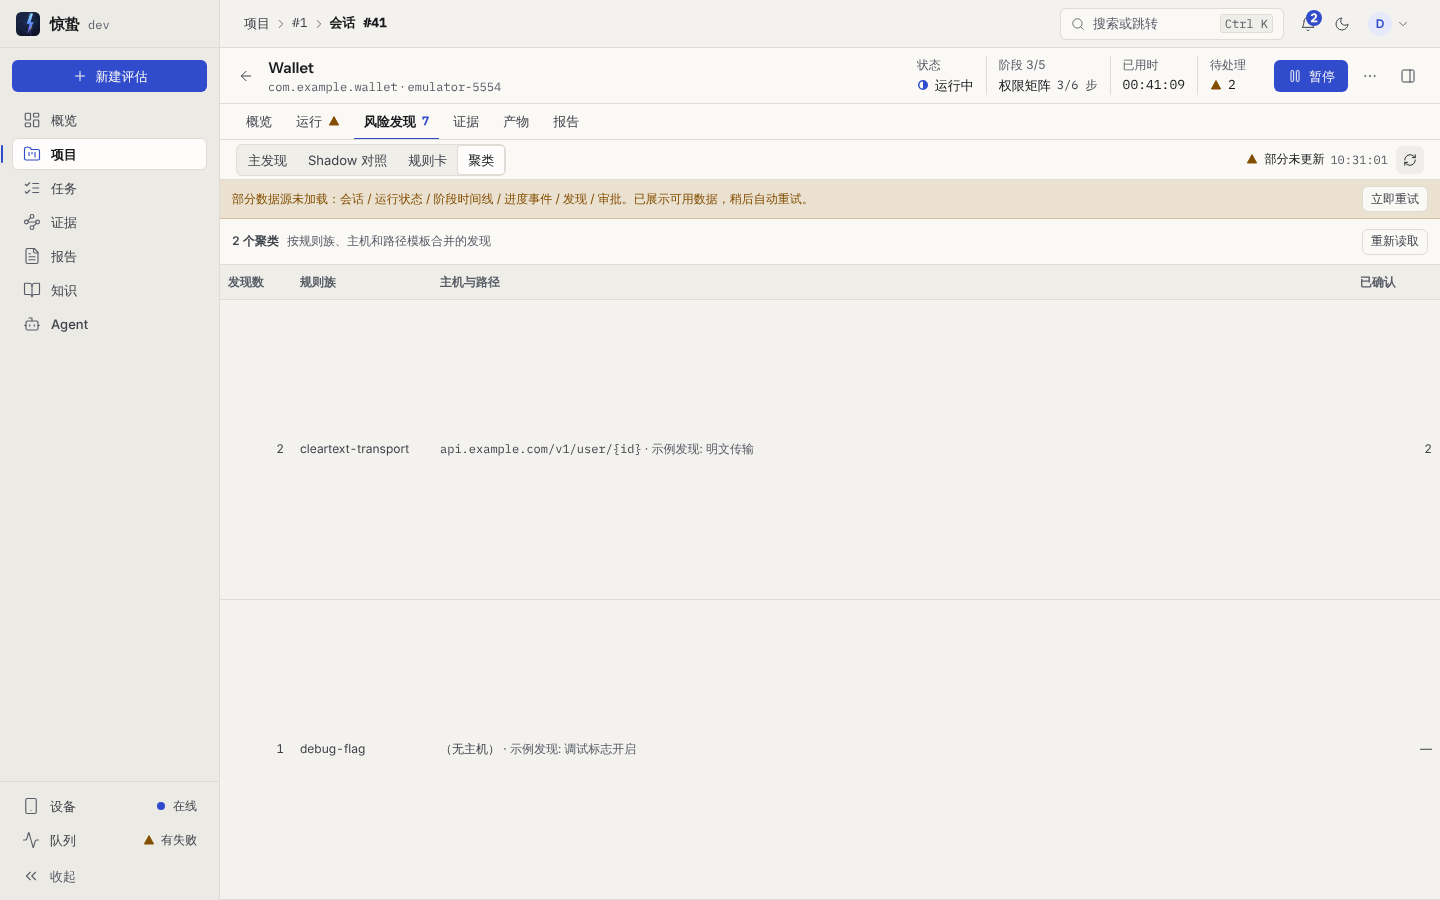 惊蛰 dev
项目 #1 会话 #41
搜索或跳转 Ctrl K
2
D
新建评估
概览
项目
任务
证据
报告
知识
Agent
设备 在线
队列 有失败
收起
Wallet
com.example.wallet · emulator-5554
状态
运行中
阶段 3/5
权限矩阵 3/6 步
已用时
00:41:09
待处理
2
暂停
概览 运行 风险发现 7 证据 产物 报告
主发现 Shadow 对照 规则卡 聚类
部分未更新 10:31:01
部分数据源未加载：会话 / 运行状态 / 阶段时间线 / 进度事件 / 发现 / 审批。已展示可用数据，稍后自动重试。
立即重试
2 个聚类 按规则族、主机和路径模板合并的发现
重新读取
发现数 规则族 主机与路径 已确认
2 cleartext-transport api.example.com/v1/user/{id} · 示例发现: 明文传输 2
1 debug-flag （无主机） · 示例发现: 调试标志开启 —